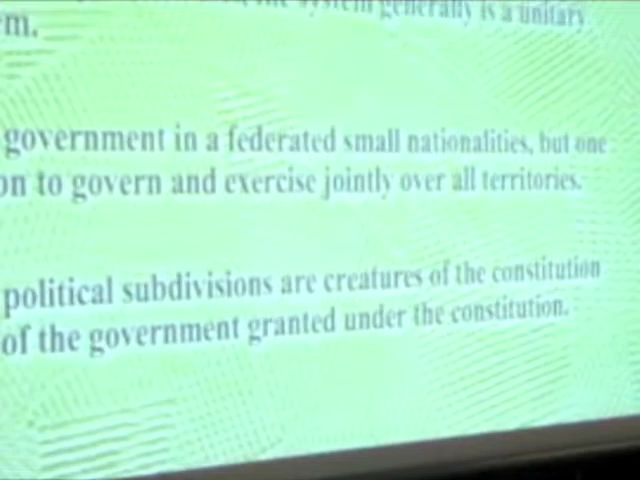 system generally is a unitary
m.
government in a federated small nationalities, but one
on to govern and exercise jointly over all territories.
political subdivisions are creatures of the constitution
of the government granted under the constitution.